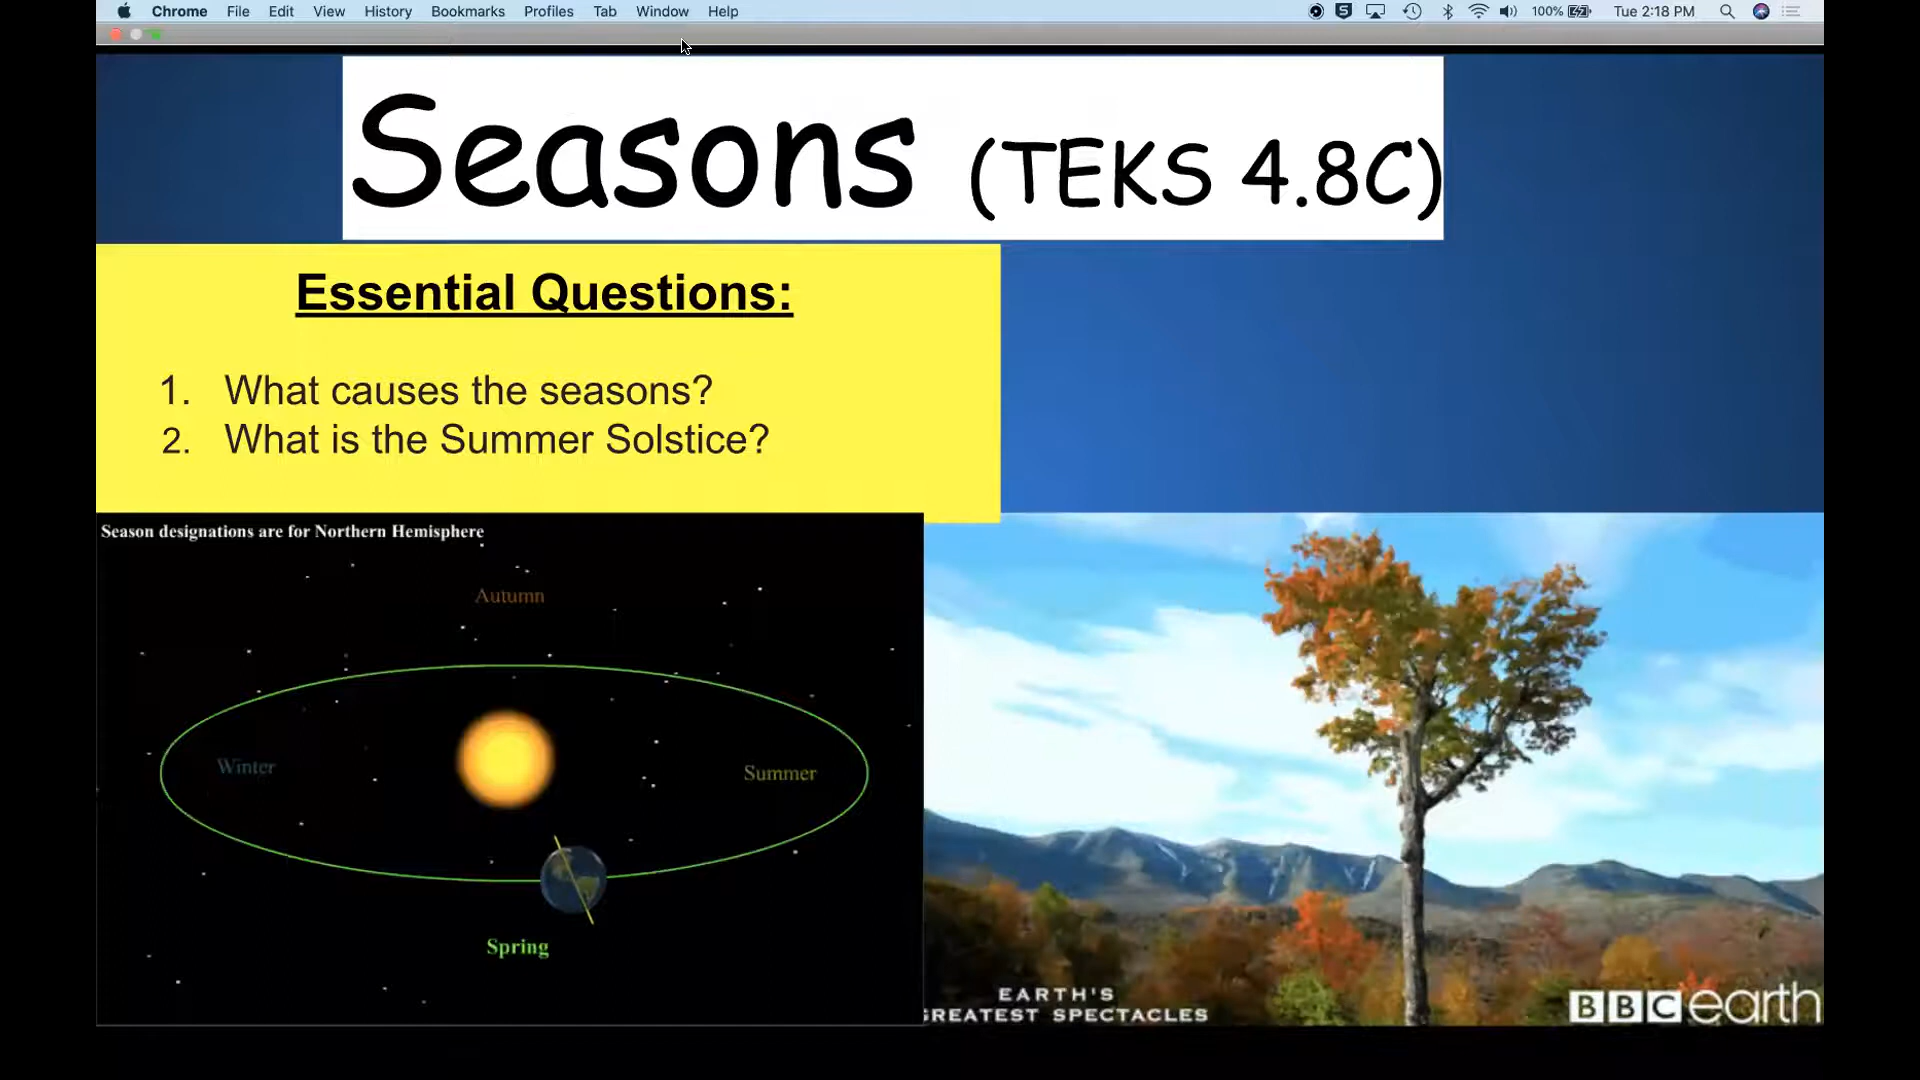 Chrome File Edit View History Bookmarks Profiles Tab Window Help 100% Tue 2:18 PM
Seasons (TEKS 4.8C)
Essential Questions:
1. What causes the seasons?
2. What is the Summer Solstice?
Season designations are for Northern Hemisphere
Autumn
Winter
Summer
Spring
EARTH'S
GREATEST SPECTACLES
BBC earth